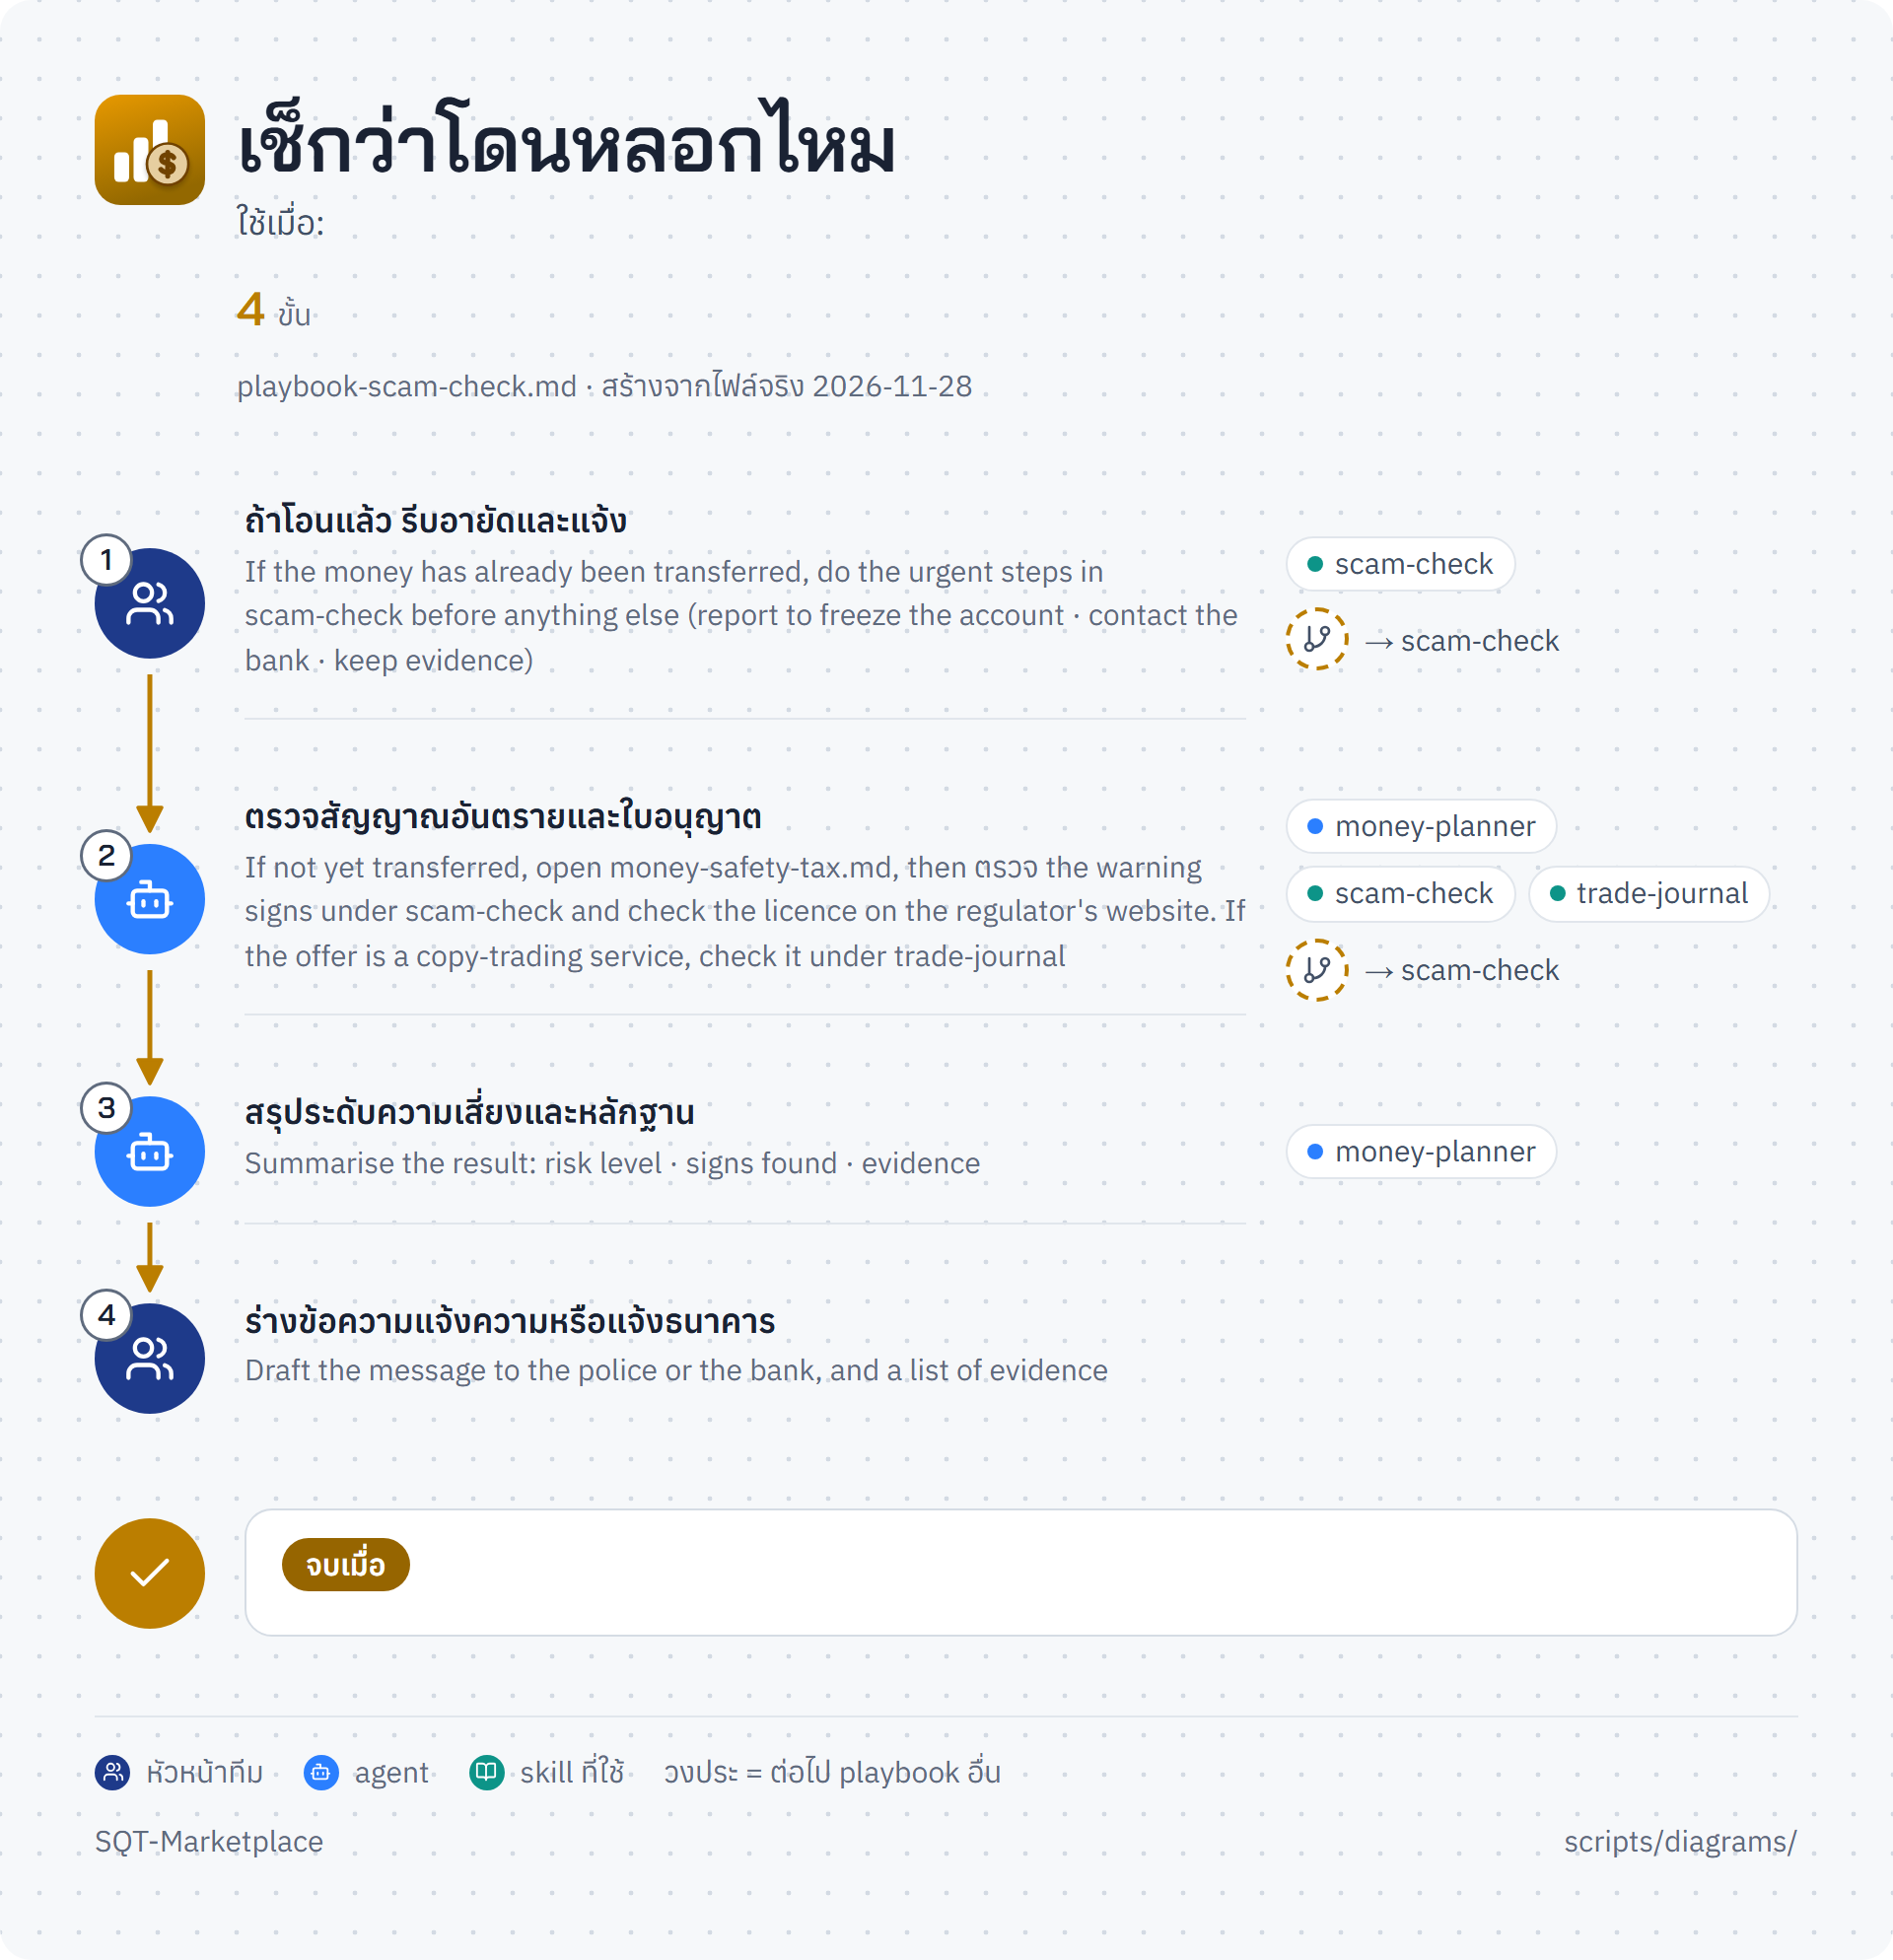 $
เช็กว่าโดนหลอกไหม
ใช้เมื่อ:
4 ขั้น
playbook-scam-check.md · สร้างจากไฟล์จริง 2026-11-28
1
ถ้าโอนแล้ว รีบอายัดและแจ้ง
If the money has already been transferred, do the urgent steps in
scam-check before anything else (report to freeze the account · contact the
bank · keep evidence)
scam-check
→ scam-check
2
ตรวจสัญญาณอันตรายและใบอนุญาต
If not yet transferred, open money-safety-tax.md, then ตรวจ the warning
signs under scam-check and check the licence on the regulator's website. If
the offer is a copy-trading service, check it under trade-journal
money-planner
scam-check trade-journal
→ scam-check
3
สรุประดับความเสี่ยงและหลักฐาน
Summarise the result: risk level · signs found · evidence
money-planner
4
ร่างข้อความแจ้งความหรือแจ้งธนาคาร
Draft the message to the police or the bank, and a list of evidence
จบเมื่อ
หัวหน้าทีม agent skill ที่ใช้ วงประ = ต่อไป playbook อื่น
SQT-Marketplace scripts/diagrams/